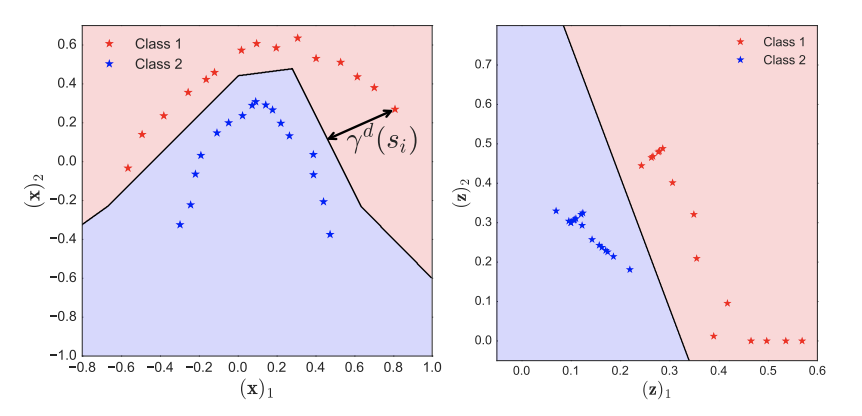 0.6
0.4
0.2
0.0
−0.2
−0.4
−0.6
−0.8
−1.0
(x)₂
Class 1
Class 2
γᵈ(sᵢ)
−0.8 −0.6 −0.4 −0.2 0.0 0.2 0.4 0.6 0.8 1.0
(x)₁
0.7
0.6
0.5
0.4
0.3
0.2
0.1
0.0
(z)₂
Class 1
Class 2
0.0 0.1 0.2 0.3 0.4 0.5 0.6
(z)₁